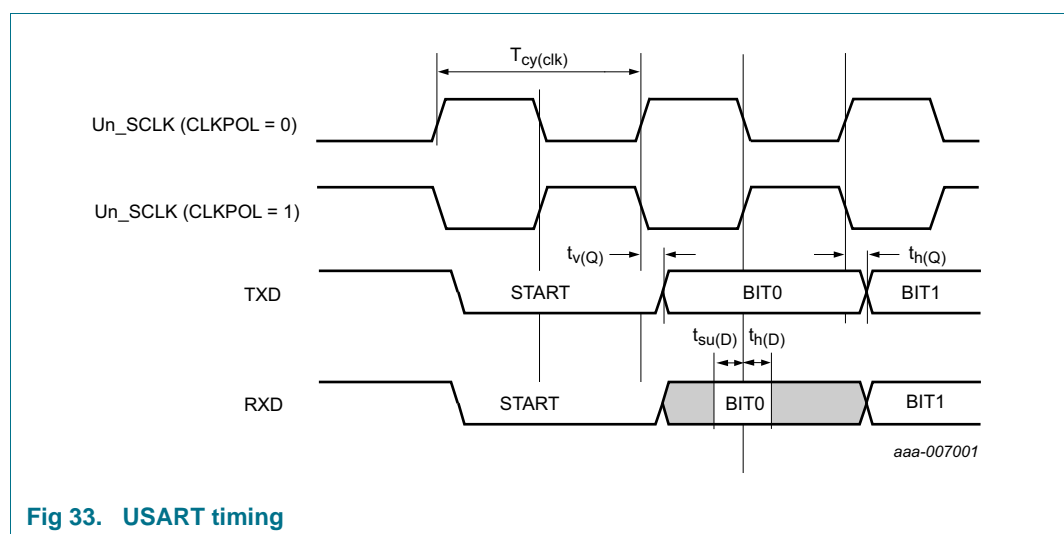 Tcy(clk)
Un_SCLK (CLKPOL = 0)
Un_SCLK (CLKPOL = 1)
tv(Q)
th(Q)
TXD
START
BIT0
BIT1
tsu(D)
th(D)
RXD
START
BIT0
BIT1
aaa-007001
Fig 33. USART timing